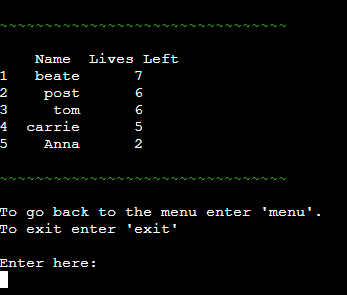 ~~~~~~~~~~~~~~~~~~~~~~~~~~~~~~~~
Name Lives Left
1 beate 7
2 post 6
3 tom 6
4 carrie 5
5 Anna 2
~~~~~~~~~~~~~~~~~~~~~~~~~~~~~~~~
To go back to the menu enter 'menu'.
To exit enter 'exit'
Enter here: